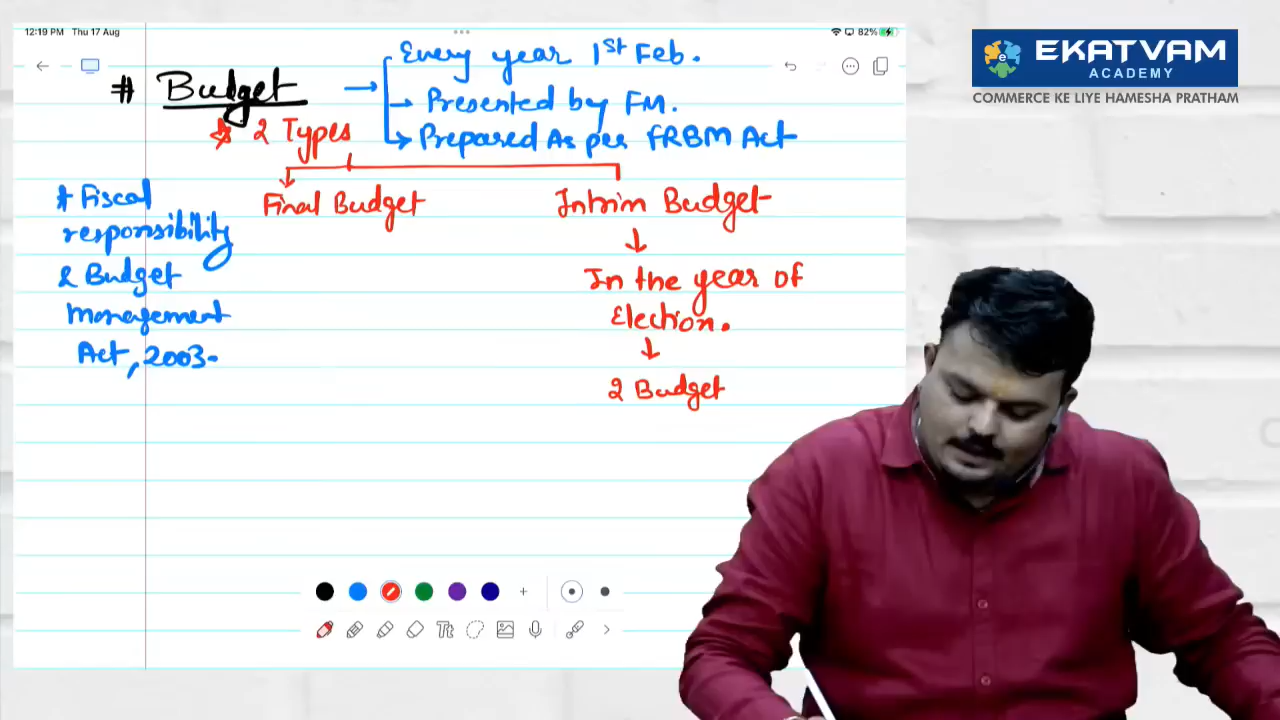 12:19 PM Thu 17 Aug
82%
EKATVAM
ACADEMY
COMMERCE KE LIYE HAMESHA PRATHAM
# Budget
→ Every year 1st Feb.
→ Presented by FM.
→ Prepared As per FRBM Act
2 Types
Final Budget
Intrim Budget
↓
In the year of
Election.
↓
2 Budget
* Fiscal
responsibility
& Budget
Management
Act, 2003.
Tt